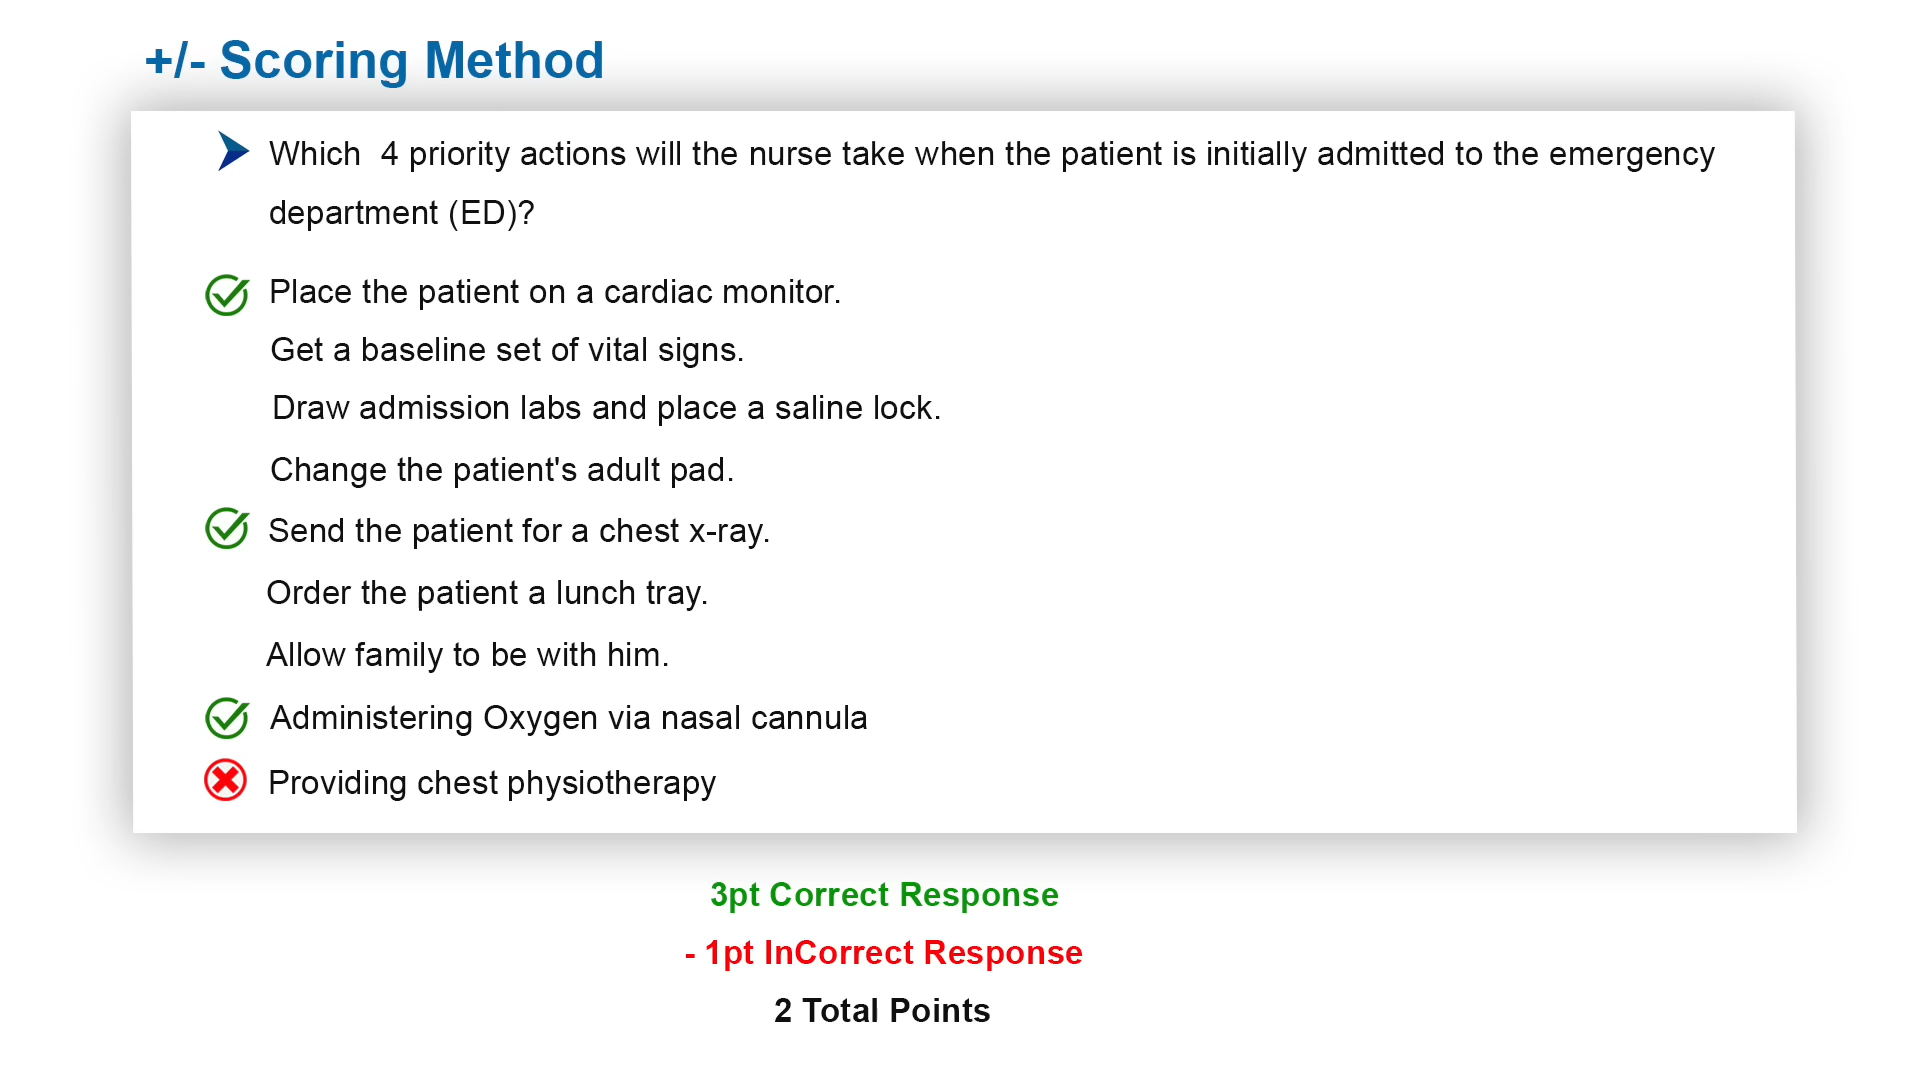 +/- Scoring Method
Which 4 priority actions will the nurse take when the patient is initially admitted to the emergency
department (ED)?
Place the patient on a cardiac monitor.
Get a baseline set of vital signs.
Draw admission labs and place a saline lock.
Change the patient's adult pad.
Send the patient for a chest x-ray.
Order the patient a lunch tray.
Allow family to be with him.
Administering Oxygen via nasal cannula
Providing chest physiotherapy
3pt Correct Response
- 1pt InCorrect Response
2 Total Points